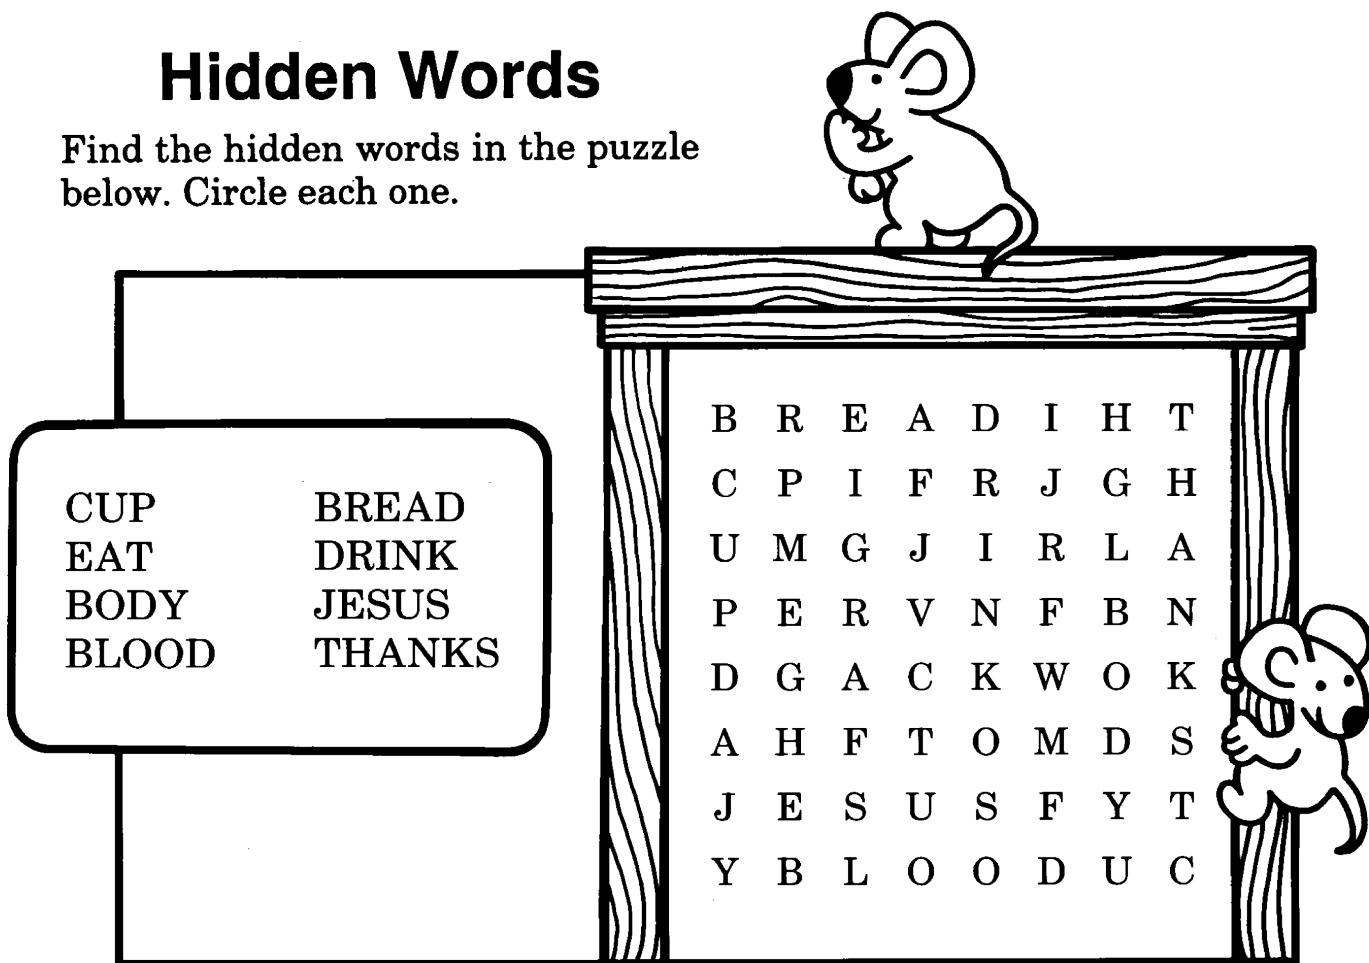 Hidden Words
Find the hidden words in the puzzle
below. Circle each one.
CUP BREAD
EAT DRINK
BODY JESUS
BLOOD THANKS
B R E A D I H T
C P I F R J G H
U M G J I R L A
P E R V N F B N
D G A C K W O K
A H F T O M D S
J E S U S F Y T
Y B L O O D U C